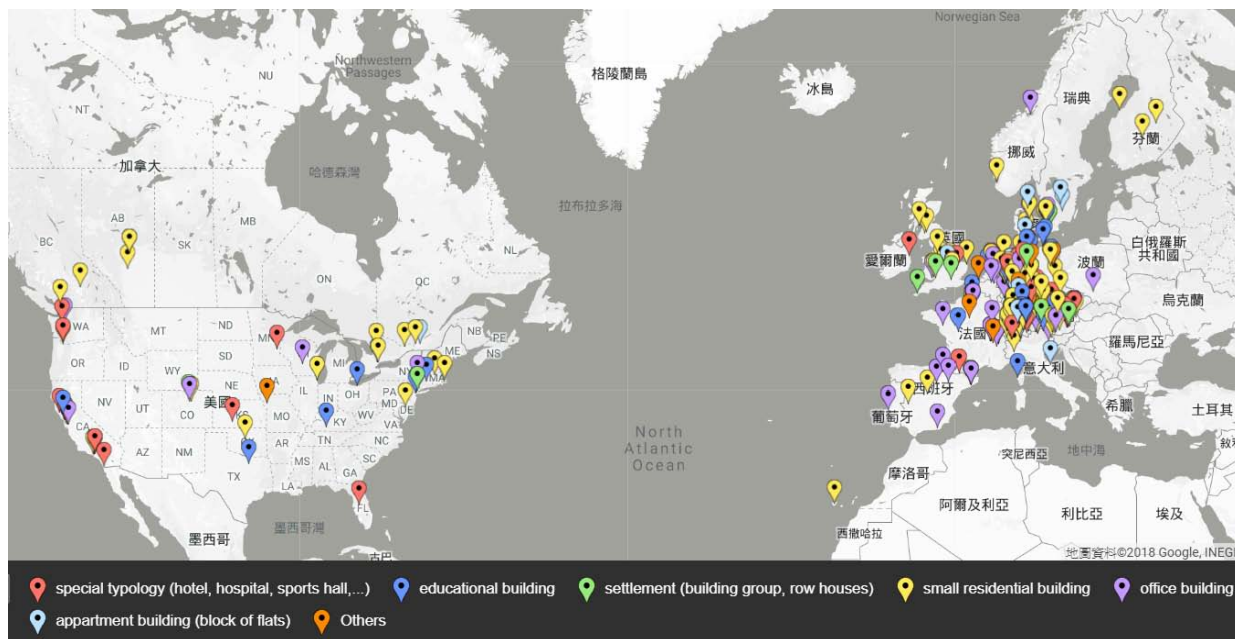 Norwegian Sea
Northwestern
Passages
格陵蘭島
冰島
瑞典
NU
NT
芬蘭
挪威
加拿大
哈德森灣
拉布拉多海
AB
MB
BC
SK
NL
英國
愛爾蘭
白俄羅斯
共和國
波蘭
ON
QC
烏克蘭
WA
MT
ND
NB
PE
NS
ME
法國
羅馬尼亞
OR
ID
SD
WY
MI
意大利
NE
NV
UT
CO
美國
IL
IN
OH
PA
MD
DE
西班牙
希臘
葡萄牙
土耳其
CA
MO
KY
WV
VA
AZ
NM
AR
TN
NC
SC
North
Atlantic
Ocean
突尼西亞
地中海
MS
AL
GA
TX
LA
摩洛哥
FL
阿爾及利亞
利比亞
埃及
墨西哥
墨西哥灣
西撒哈拉
古巴
地圖資料©2018 Google, INEGI
special typology (hotel, hospital, sports hall,...)
educational building
settlement (building group, row houses)
small residential building
office building
appartment building (block of flats)
Others